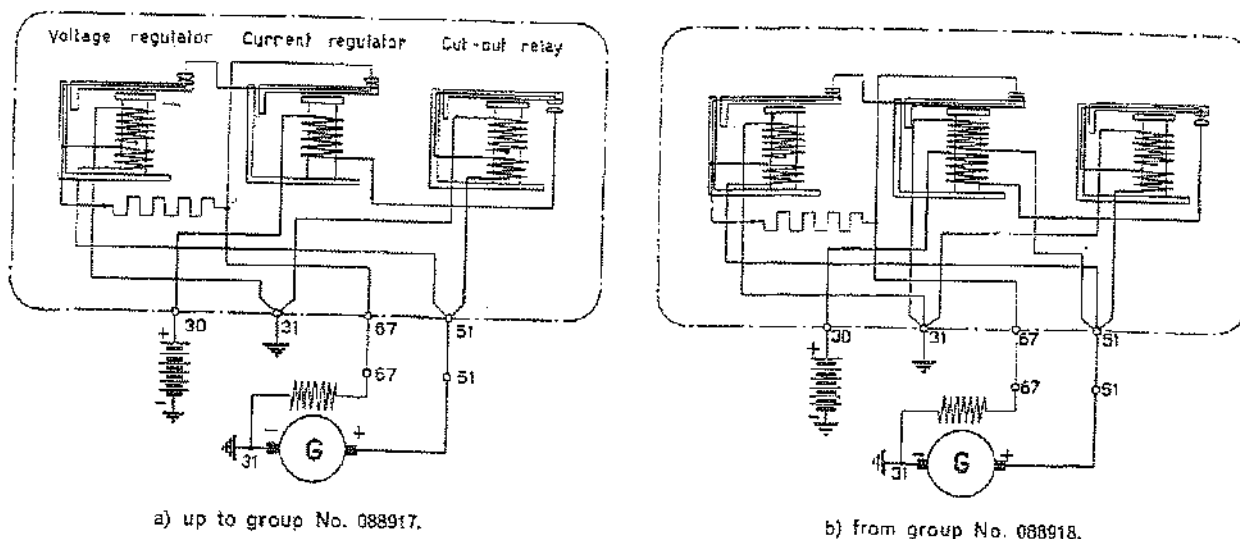 Voltage regulator Current regulator Cut-out relay
30 31 67 51
+
67 51
-
- +
31 G
a) up to group No. 088917.
30 31 67 51
+
67 51
-
- +
31 G
b) from group No. 088918.